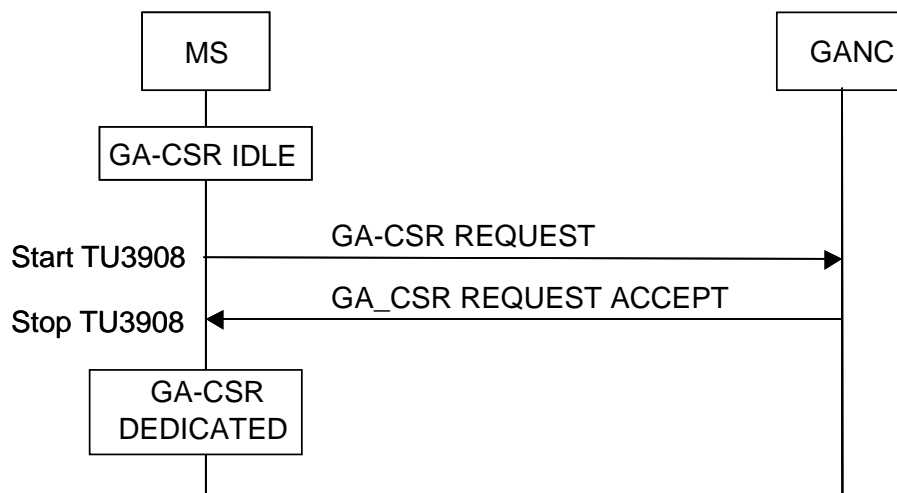 MS
GANC
GA-CSR IDLE
GA-CSR REQUEST
Start TU3908
GA_CSR REQUEST ACCEPT
Stop TU3908
GA-CSR
DEDICATED